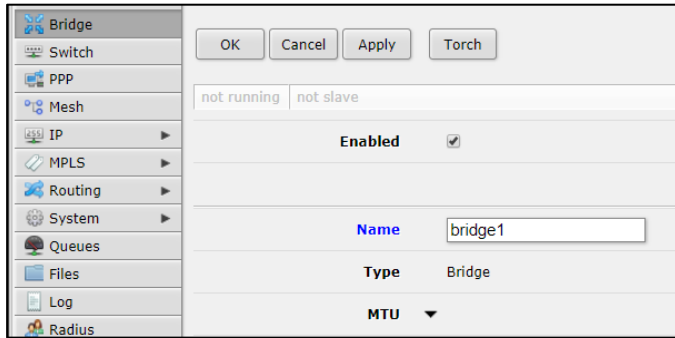 Bridge
Switch
PPP
Mesh
IP
MPLS
Routing
System
Queues
Files
Log
Radius
OK Cancel Apply Torch
not running not slave
Enabled
Name bridge1
Type Bridge
MTU